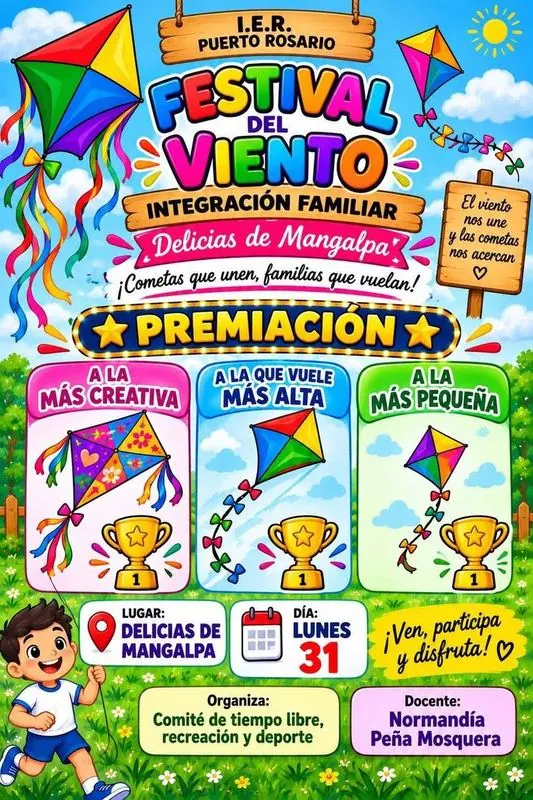 I.E.R.
PUERTO ROSARIO
FESTIVAL
DEL
VIENTO
INTEGRACIÓN FAMILIAR
Delicias de Mangalpa
¡Cometas que unen, familias que vuelan!
El viento
nos une
y las cometas
nos acercan
PREMIACIÓN
A LA
MÁS CREATIVA
1
A LA QUE VUELE
MÁS ALTA
1
A LA
MÁS PEQUEÑA
1
LUGAR:
DELICIAS DE
MANGALPA
DÍA:
LUNES
31
¡Ven, participa
y disfruta!
Organiza:
Comité de tiempo libre,
recreación y deporte
Docente:
Normandía
Peña Mosquera